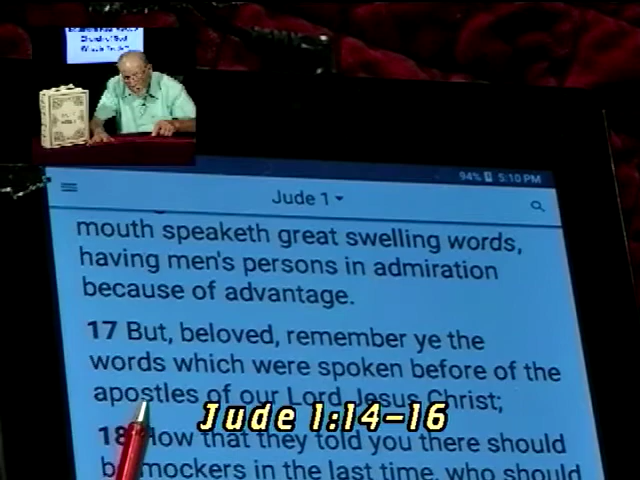 Church of God
94% 5:10 PM
Jude 1
mouth speaketh great swelling words,
having men's persons in admiration
because of advantage.
17 But, beloved, remember ye the
words which were spoken before of the
apostles of our Lord Jesus Christ;
Jude 1:14-16
18 How that they told you there should
be mockers in the last time, who should